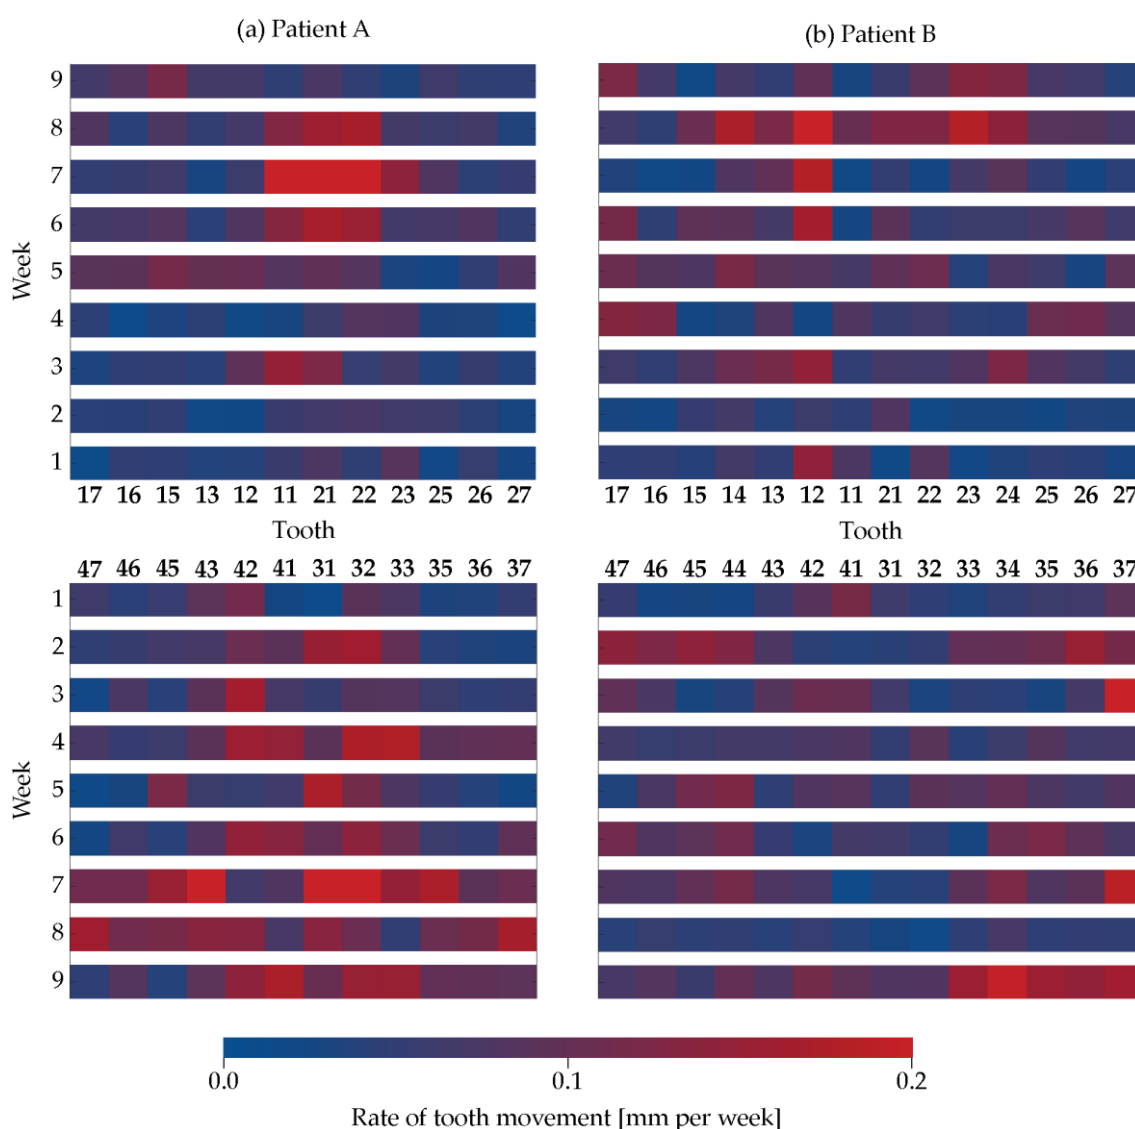 (a) Patient A
(b) Patient B
9
8
7
6
5
4
3
2
1
Week
17 16 15 13 12 11 21 22 23 25 26 27
17 16 15 14 13 12 11 21 22 23 24 25 26 27
Tooth
Tooth
47 46 45 43 42 41 31 32 33 35 36 37
47 46 45 44 43 42 41 31 32 33 34 35 36 37
1
2
3
4
5
6
7
8
9
Week
0.0 0.1 0.2
Rate of tooth movement [mm per week]